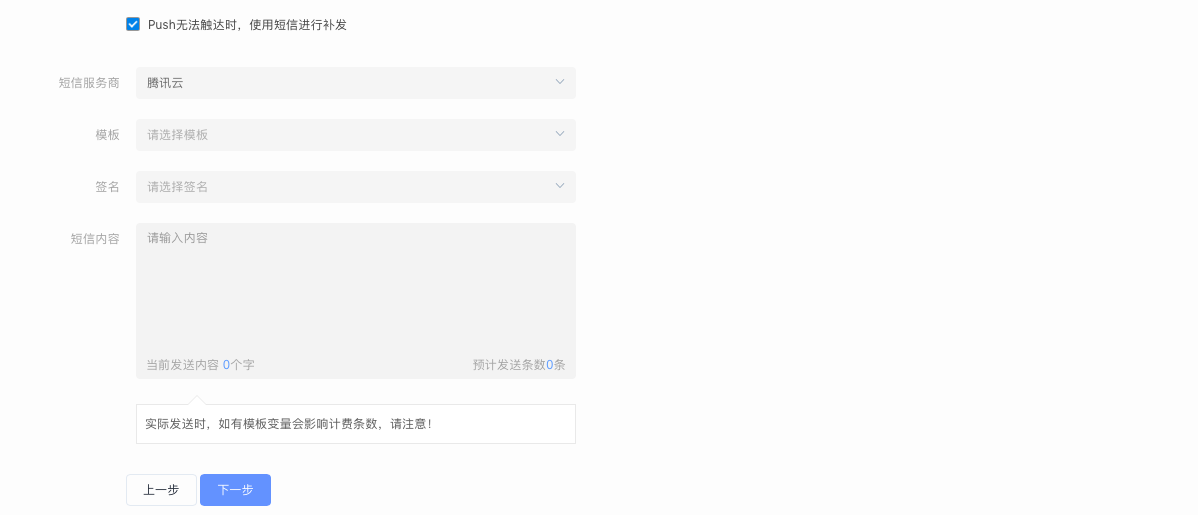 Push无法触达时，使用短信进行补发
短信服务商 腾讯云
模板 请选择模板
签名 请选择签名
短信内容 请输入内容
当前发送内容 0个字 预计发送条数0条
实际发送时，如有模板变量会影响计费条数，请注意！
上一步 下一步